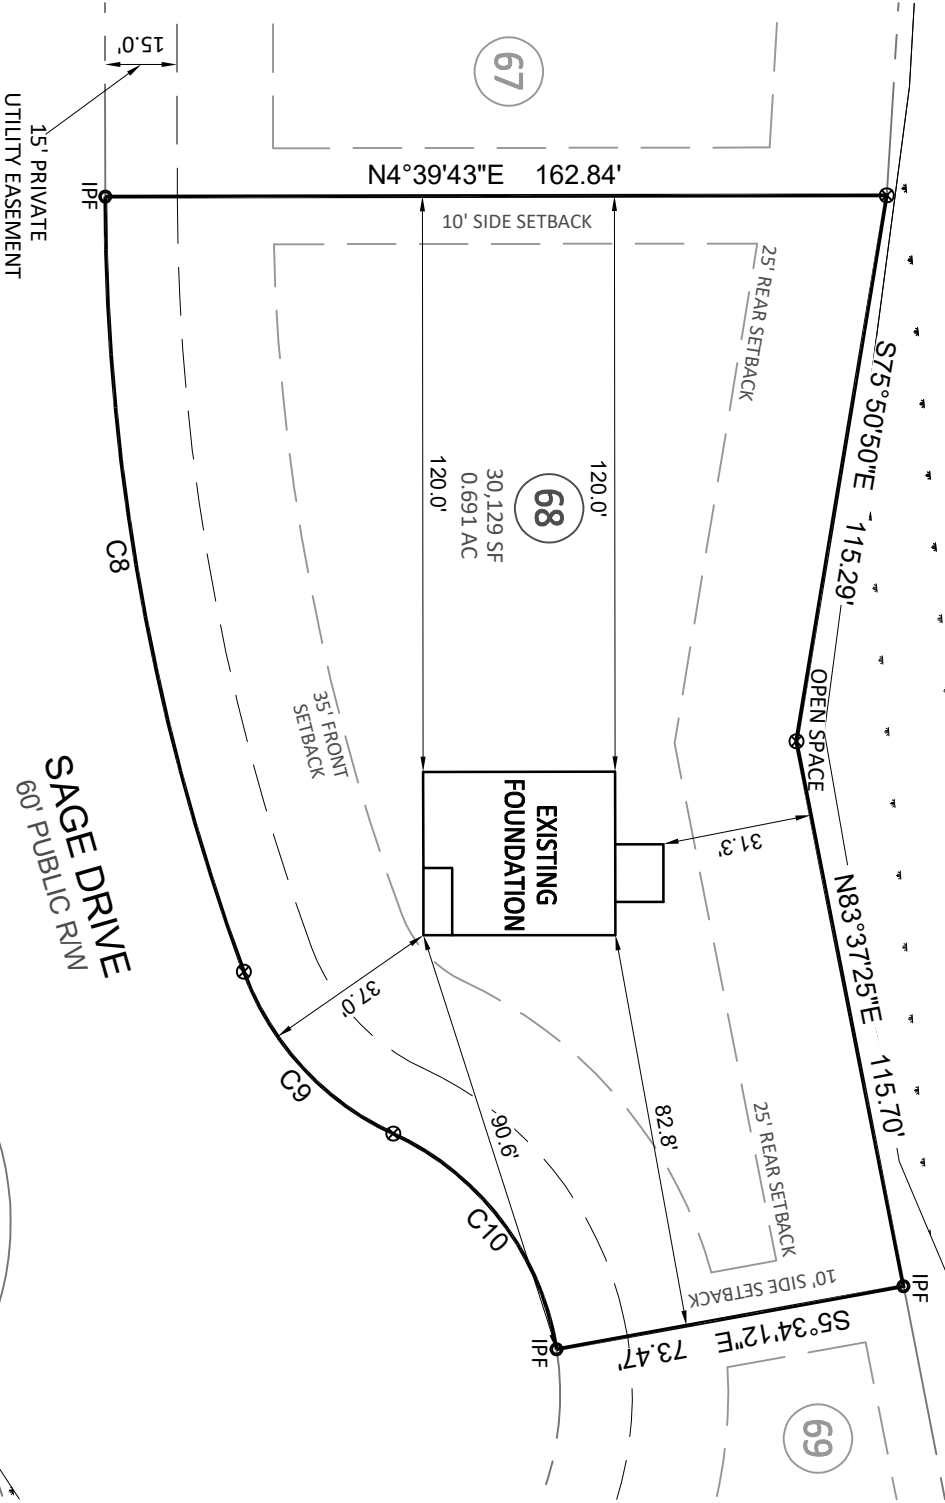 67
15.0'
15' PRIVATE
UTILITY EASEMENT
IPF
N4°39'43"E 162.84'
10' SIDE SETBACK
25' REAR SETBACK
S75°50'50"E 115.29'
OPEN SPACE
120.0'
68
30,129 SF
0.691 AC
120.0'
C8
35' FRONT
SETBACK
SAGE DRIVE
60' PUBLIC R/W
EXISTING
FOUNDATION
31.3'
N83°37'25"E 115.70'
37.0'
C9
90.6'
82.8'
25' REAR SETBACK
C10
10' SIDE SETBACK
IPF
S5°34'12"E 73.47'
IPF
69